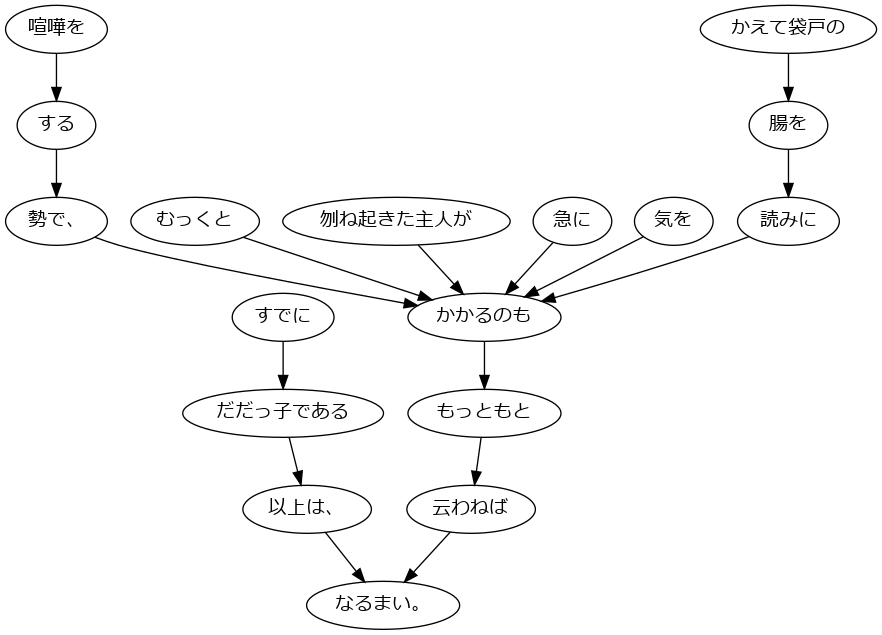 喧嘩を
かえて袋戸の
する
腸を
勢で、
むっくと
刎ね起きた主人が
急に
気を
読みに
すでに
かかるのも
だだっ子である
もっともと
以上は、
云わねば
なるまい。